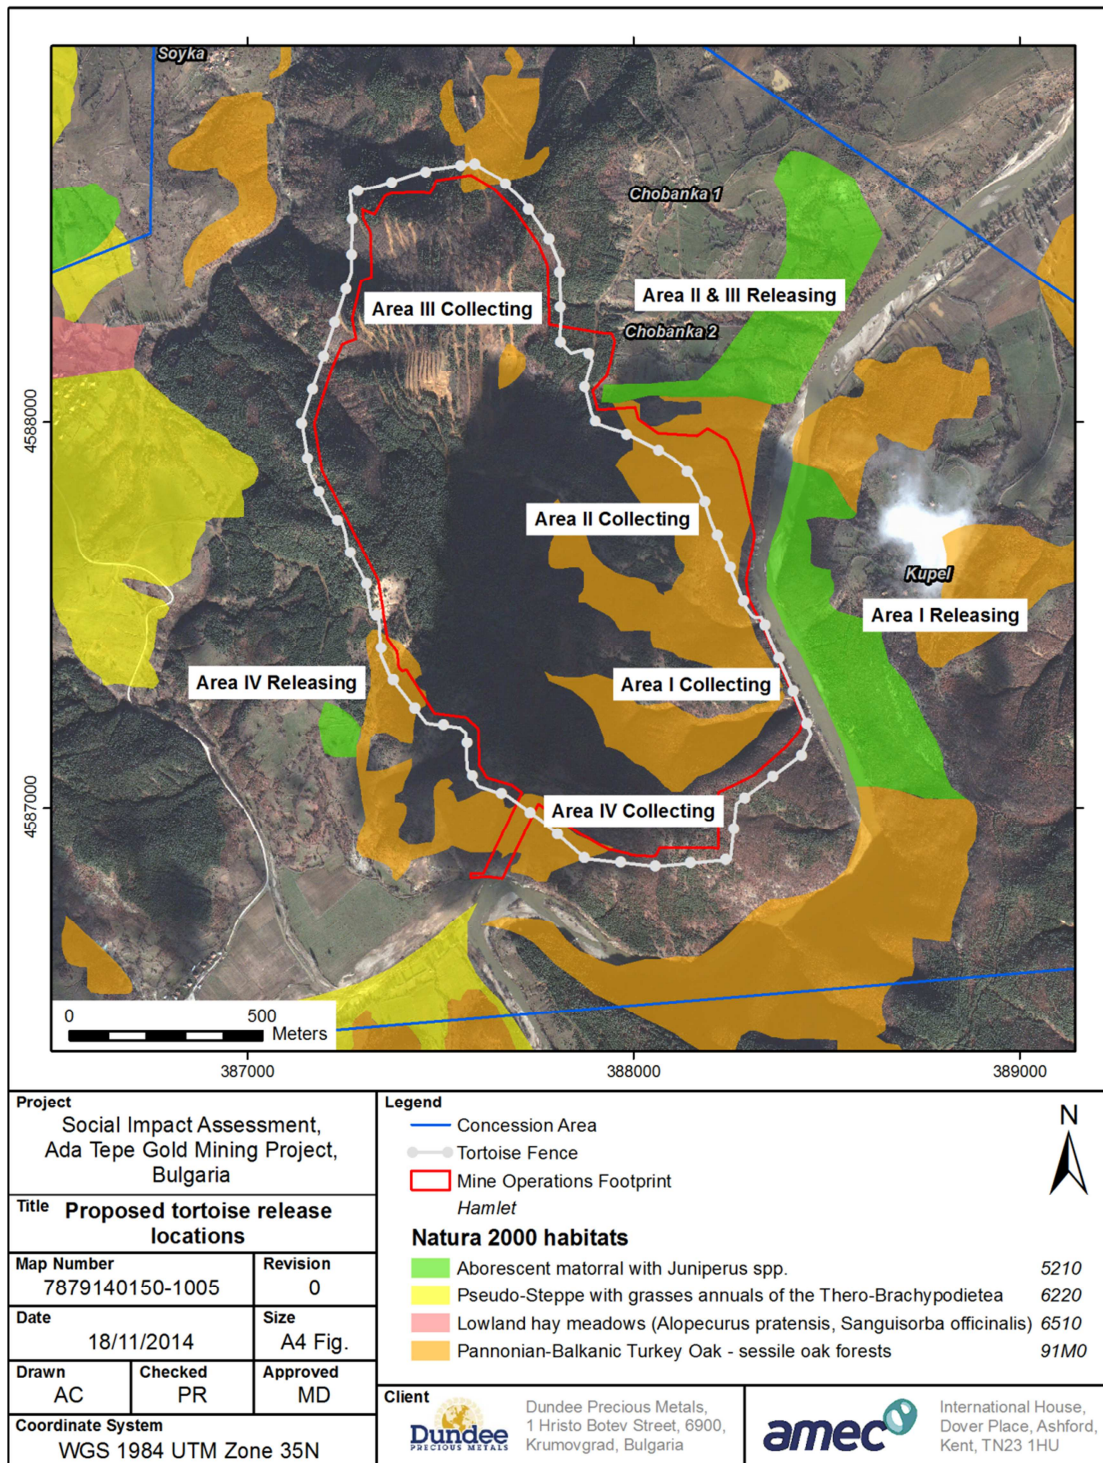 Soyka
Chobanka 1
Area II & III Releasing
Area III Collecting
Chobanka 2
4588000
Area II Collecting
Kupel
Area I Releasing
Area IV Releasing
Area I Collecting
4587000
Area IV Collecting
0 500
Meters
387000 388000 389000
Project
Social Impact Assessment,
Ada Tepe Gold Mining Project,
Bulgaria
Title Proposed tortoise release
locations
Map Number
7879140150-1005
Revision
0
Date
18/11/2014
Size
A4 Fig.
Drawn
AC
Checked
PR
Approved
MD
Coordinate System
WGS 1984 UTM Zone 35N
Legend
Concession Area
Tortoise Fence
Mine Operations Footprint
Hamlet
N
Natura 2000 habitats
Aborescent matorral with Juniperus spp. 5210
Pseudo-Steppe with grasses annuals of the Thero-Brachypodietea 6220
Lowland hay meadows (Alopecurus pratensis, Sanguisorba officinalis) 6510
Pannonian-Balkanic Turkey Oak - sessile oak forests 91M0
Client
Dundee
PRECIOUS METALS
Dundee Precious Metals,
1 Hristo Botev Street, 6900,
Krumovgrad, Bulgaria
amec
International House,
Dover Place, Ashford,
Kent, TN23 1HU